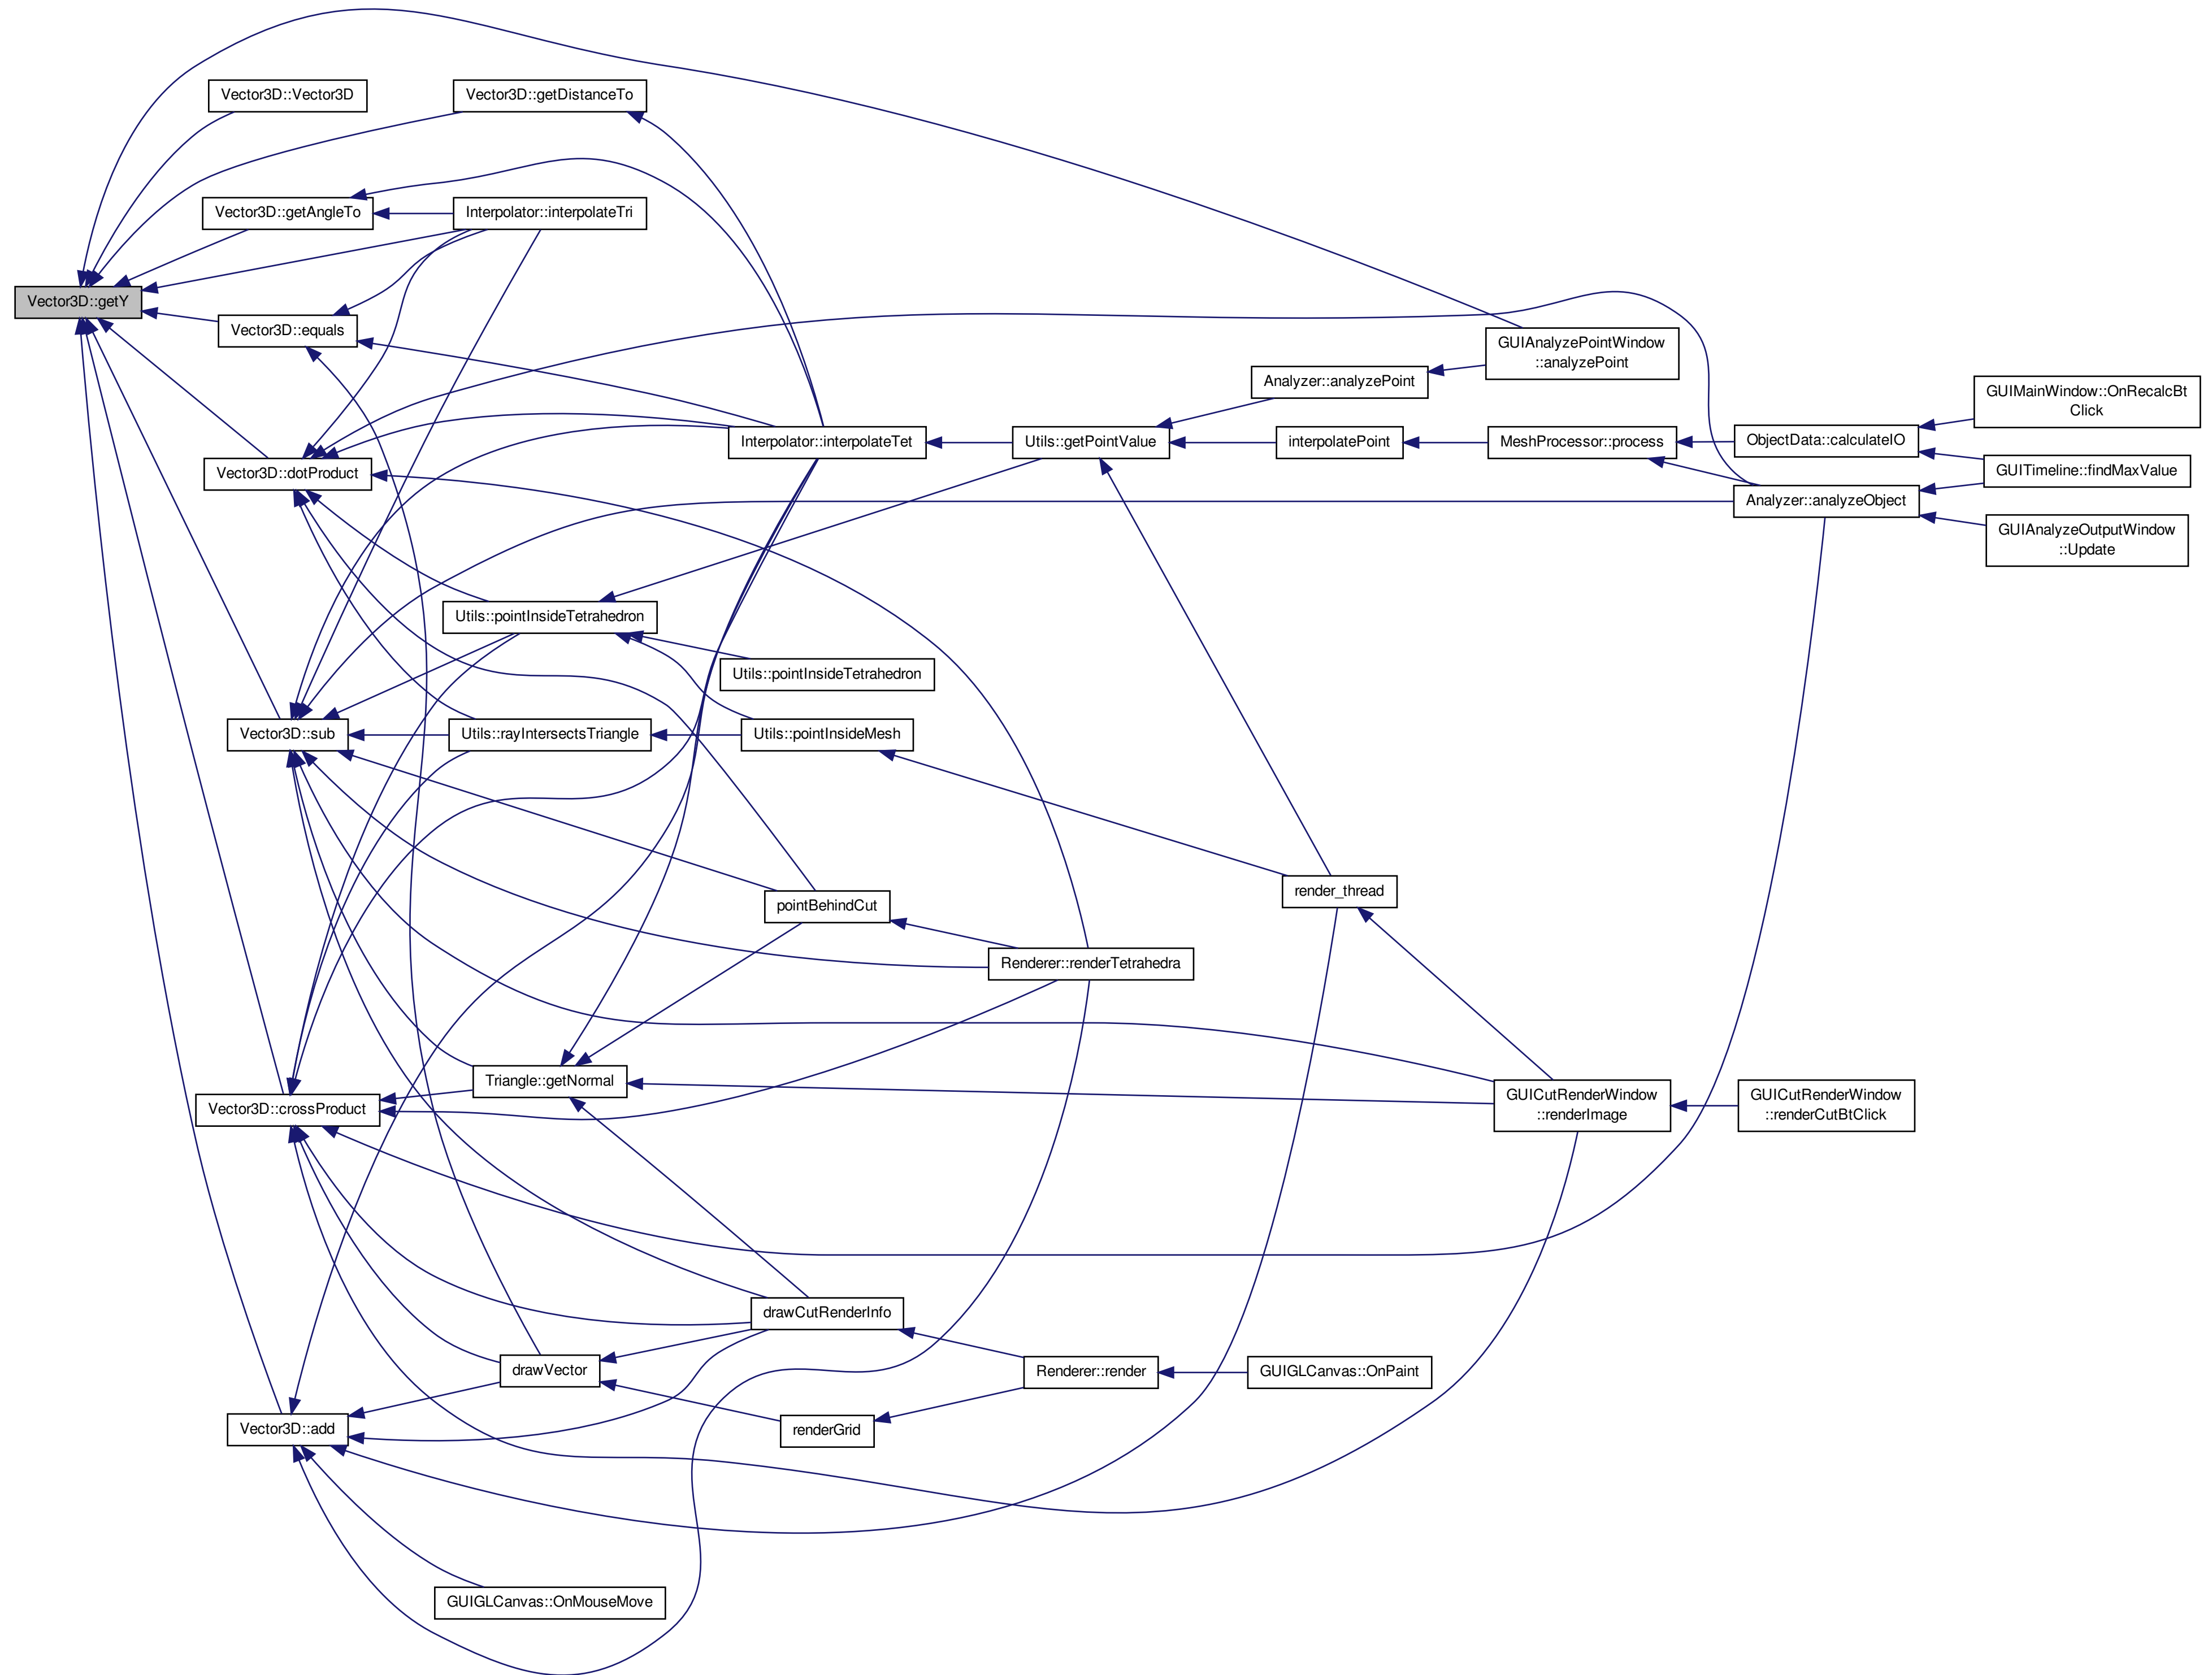 Vector3D::Vector3D
Vector3D::getDistanceTo
Vector3D::getAngleTo
Interpolator::interpolateTri
Vector3D::getY
Vector3D::equals
GUIAnalyzePointWindow
::analyzePoint
Analyzer::analyzePoint
GUIMainWindow::OnRecalcBt
Click
Interpolator::interpolateTet
Utils::getPointValue
interpolatePoint
MeshProcessor::process
ObjectData::calculateIO
Vector3D::dotProduct
GUITimeline::findMaxValue
Analyzer::analyzeObject
GUIAnalyzeOutputWindow
::Update
Utils::pointInsideTetrahedron
Utils::pointInsideTetrahedron
Vector3D::sub
Utils::rayIntersectsTriangle
Utils::pointInsideMesh
pointBehindCut
render_thread
Renderer::renderTetrahedra
Triangle::getNormal
Vector3D::crossProduct
GUICutRenderWindow
::renderImage
GUICutRenderWindow
::renderCutBtClick
drawCutRenderInfo
drawVector
Renderer::render
GUIGLCanvas::OnPaint
Vector3D::add
renderGrid
GUIGLCanvas::OnMouseMove